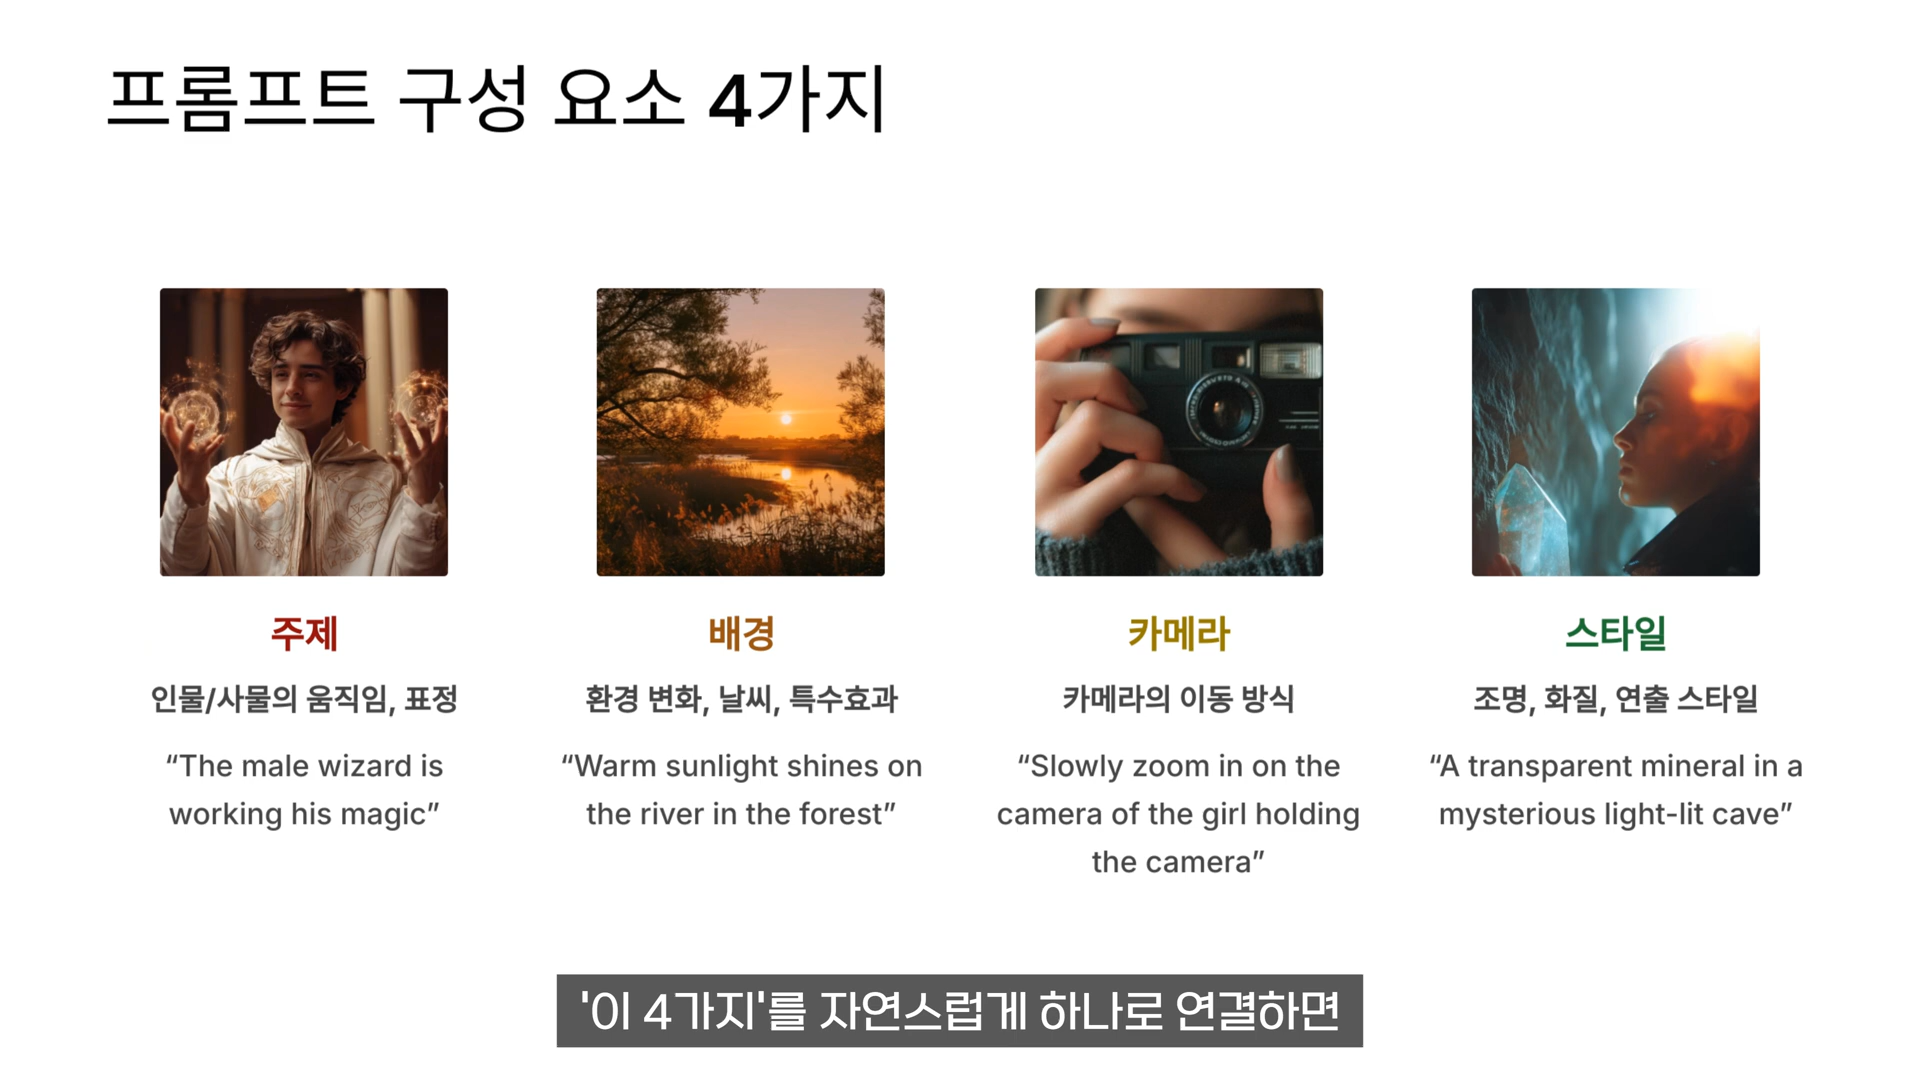 프롬프트 구성 요소 4가지
주제
인물/사물의 움직임, 표정
“The male wizard is
working his magic”
배경
환경 변화, 날씨, 특수효과
“Warm sunlight shines on
the river in the forest”
카메라
카메라의 이동 방식
“Slowly zoom in on the
camera of the girl holding
the camera”
스타일
조명, 화질, 연출 스타일
“A transparent mineral in a
mysterious light-lit cave”
'이 4가지'를 자연스럽게 하나로 연결하면